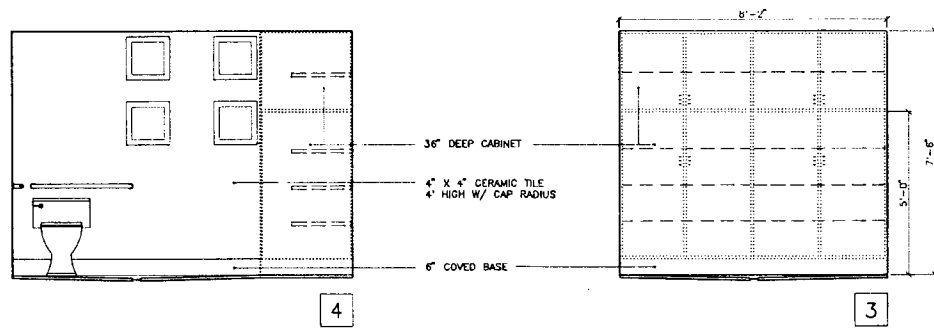 8'-2"
36" DEEP CABINET
4" X 4" CERAMIC TILE
4' HIGH W/ CAP RADIUS
6" COVED BASE
7'-6"
5'-0"
4
3